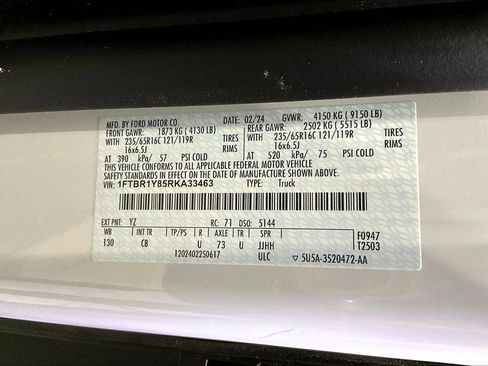 MFD. BY FORD MOTOR CO. 02/24 GVWR: 4150 KG ( 9150 LB)
FRONT GAWR: 1873 KG ( 4130 LB) REAR GAWR: 2502 KG ( 5515 LB)
WITH 235/65R16C 121/119R TIRES WITH 235/65R16C 121/119R TIRES
16x6.5J RIMS 16x6.5J RIMS
AT 390 kPa/ 57 PSI COLD AT 520 kPa/ 75 PSI COLD
THIS VEHICLE CONFORMS TO ALL APPLICABLE FEDERAL MOTOR VEHICLE
SAFETY STANDARDS IN EFFECT ON THE DATE OF MANUFACTURE SHOWN ABOVE.
VIN: 1FTBR1Y85RKA33463 TYPE: Truck
EXT PNT: YZ RC: 71 DSO: 5144
WB INT TR TP/PS R AXLE TR SPR F0947
130 CB U 73 U JJHH T2503
1202402250617 ULC ▽ 5U5A-3520472-AA